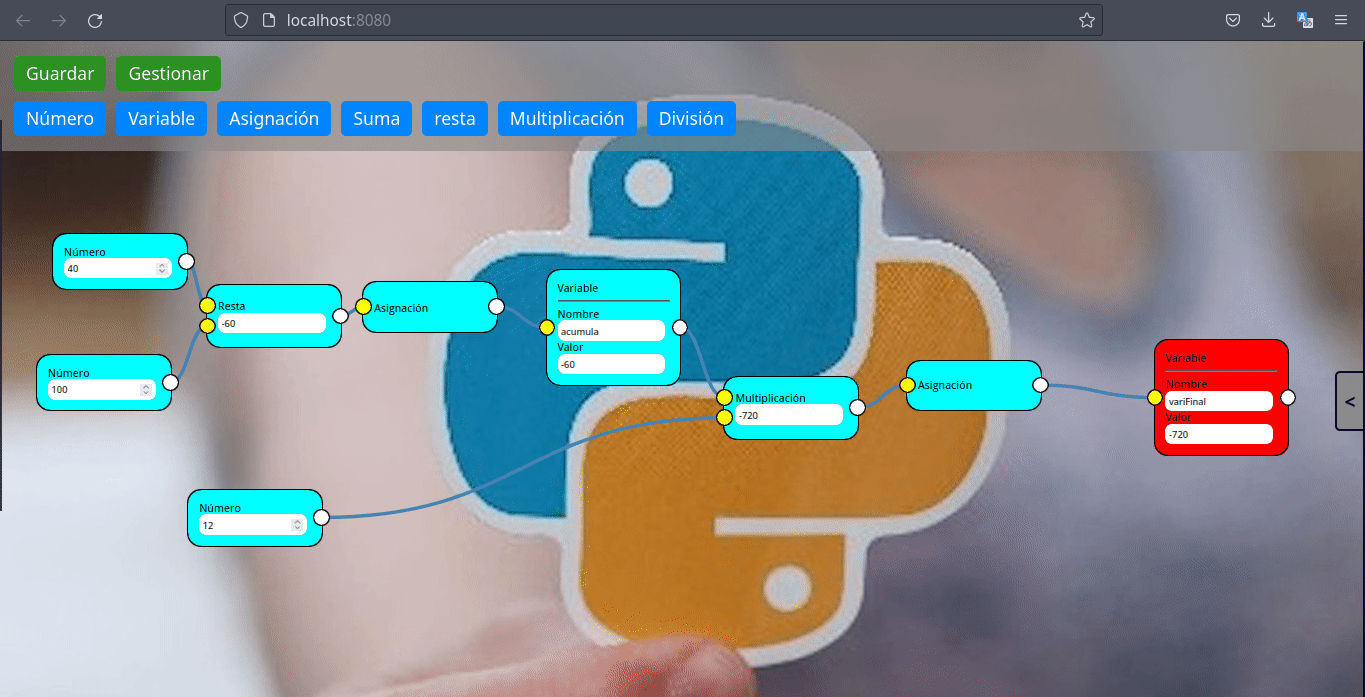 localhost:8080
Guardar Gestionar
Número Variable Asignación Suma resta Multiplicación División
Número
40
Resta
-60
Asignación
Variable
Nombre
acumula
Valor
-60
Número
100
Multiplicación
-720
Asignación
Variable
Nombre
variFinal
Valor
-720
<
Número
12